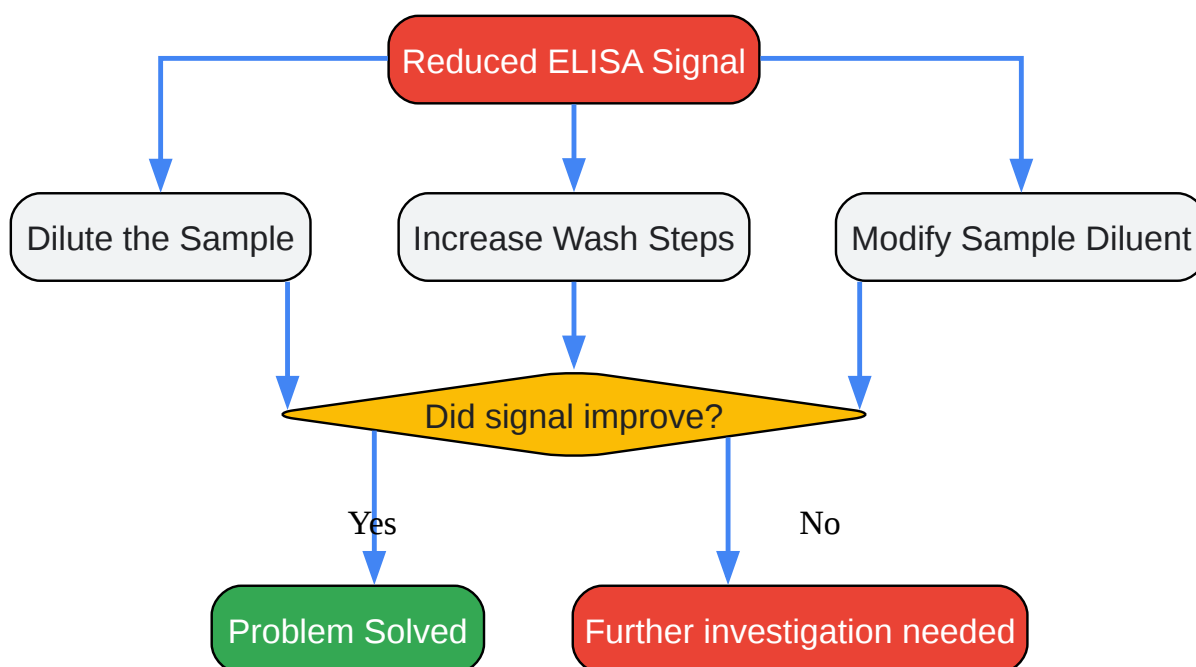 Reduced ELISA Signal
Dilute the Sample
Increase Wash Steps
Modify Sample Diluent
Did signal improve?
Yes
No
Problem Solved
Further investigation needed